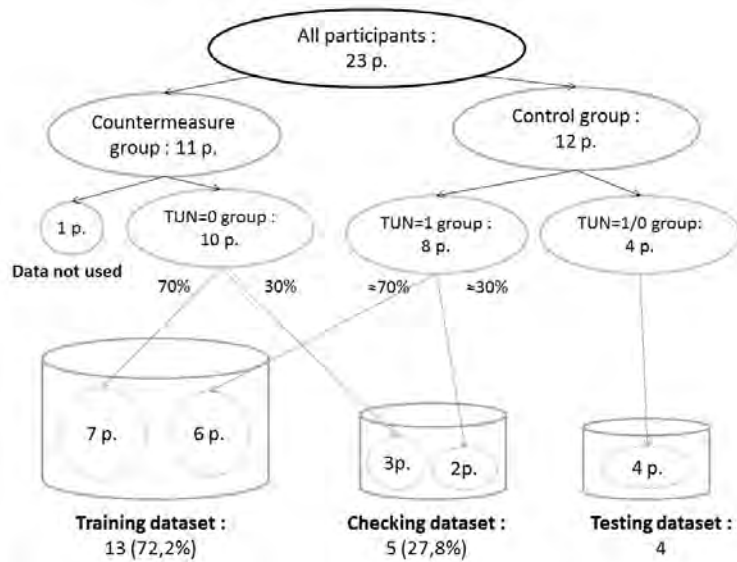 All participants :
23 p.
Countermeasure
group : 11 p.
Control group :
12 p.
1 p.
TUN=0 group :
10 p.
TUN=1 group :
8 p.
TUN=1/0 group:
4 p.
Data not used
70%
30%
≈70%
≈30%
7 p.
6 p.
3p.
2p.
4 p.
Training dataset :
13 (72,2%)
Checking dataset :
5 (27,8%)
Testing dataset :
4